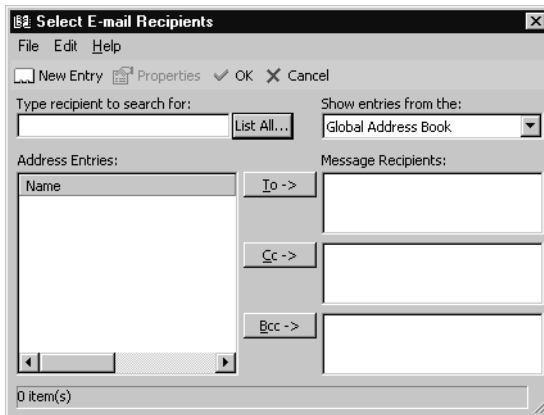 Select E-mail Recipients
File Edit Help
New Entry Properties OK Cancel
Type recipient to search for:
Show entries from the:
List All...
Global Address Book
Address Entries:
Message Recipients:
Name
To ->
Cc ->
Bcc ->
0 item(s)